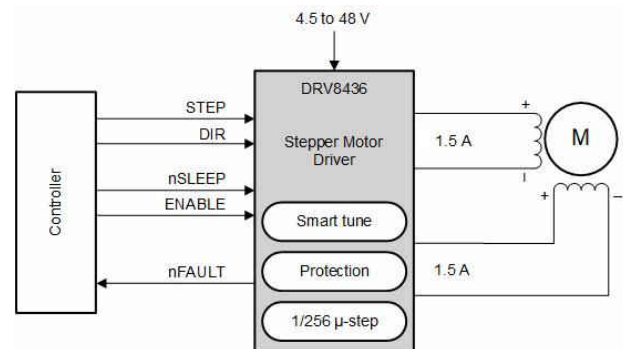 4.5 to 48 V
DRV8436
Stepper Motor
Driver
Controller
STEP
DIR
nSLEEP
ENABLE
nFAULT
Smart tune
Protection
1/256 µ-step
+
1.5 A
–
M
+
–
1.5 A